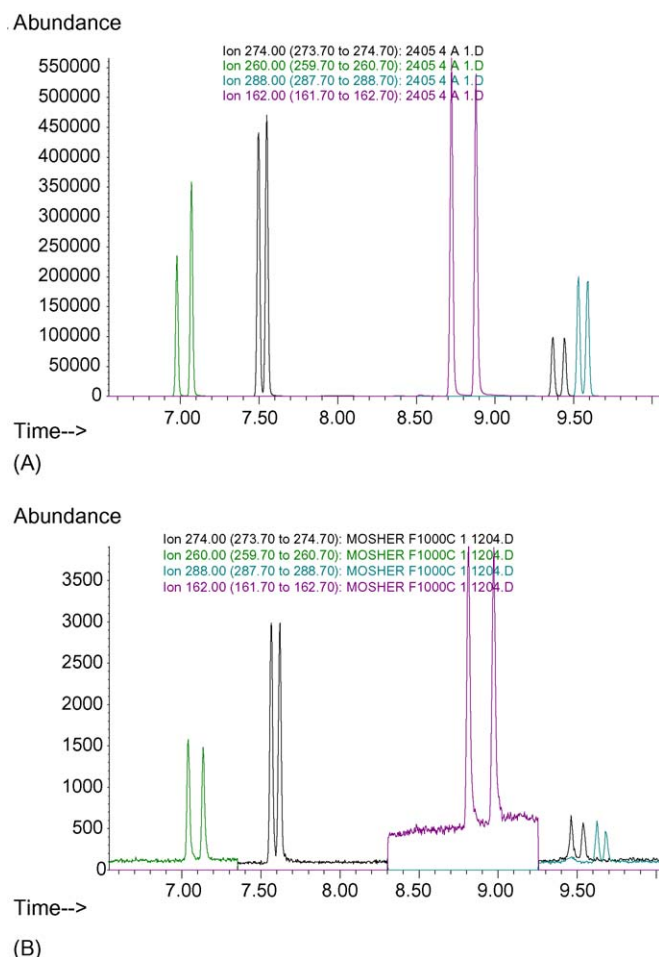 Abundance
Ion 274.00 (273.70 to 274.70): 2405 4 A 1.D
Ion 260.00 (259.70 to 260.70): 2405 4 A 1.D
Ion 288.00 (287.70 to 288.70): 2405 4 A 1.D
Ion 162.00 (161.70 to 162.70): 2405 4 A 1.D
550000
500000
450000
400000
350000
300000
250000
200000
150000
100000
50000
0
7.00 7.50 8.00 8.50 9.00 9.50
Time-->
(A)
Abundance
Ion 274.00 (273.70 to 274.70): MOSHER F1000C 1 1204.D
Ion 260.00 (259.70 to 260.70): MOSHER F1000C 1 1204.D
Ion 288.00 (287.70 to 288.70): MOSHER F1000C 1 1204.D
Ion 162.00 (161.70 to 162.70): MOSHER F1000C 1 1204.D
3500
3000
2500
2000
1500
1000
500
0
7.00 7.50 8.00 8.50 9.00 9.50
Time-->
(B)